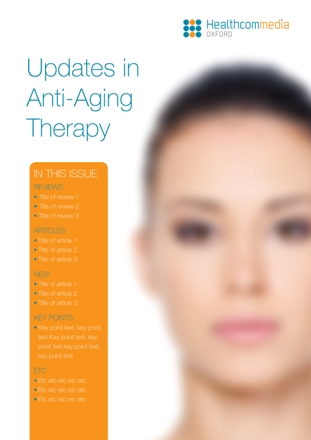 Healthcommedia
OXFORD
Updates in
Anti-Aging
Therapy
IN THIS ISSUE
REVIEWS
• Title of review 1
• Title of review 2
• Title of review 3
ARTICLES
• Title of article 1
• Title of article 2
• Title of article 3
NEW
• Title of article 1
• Title of article 2
• Title of article 3
KEY POINTS
• Key point text, key point
text Key point text, key
point text key point text,
key point text
ETC
• Etc etc etc etc etc
• Etc etc etc etc etc
• Etc etc etc etc etc